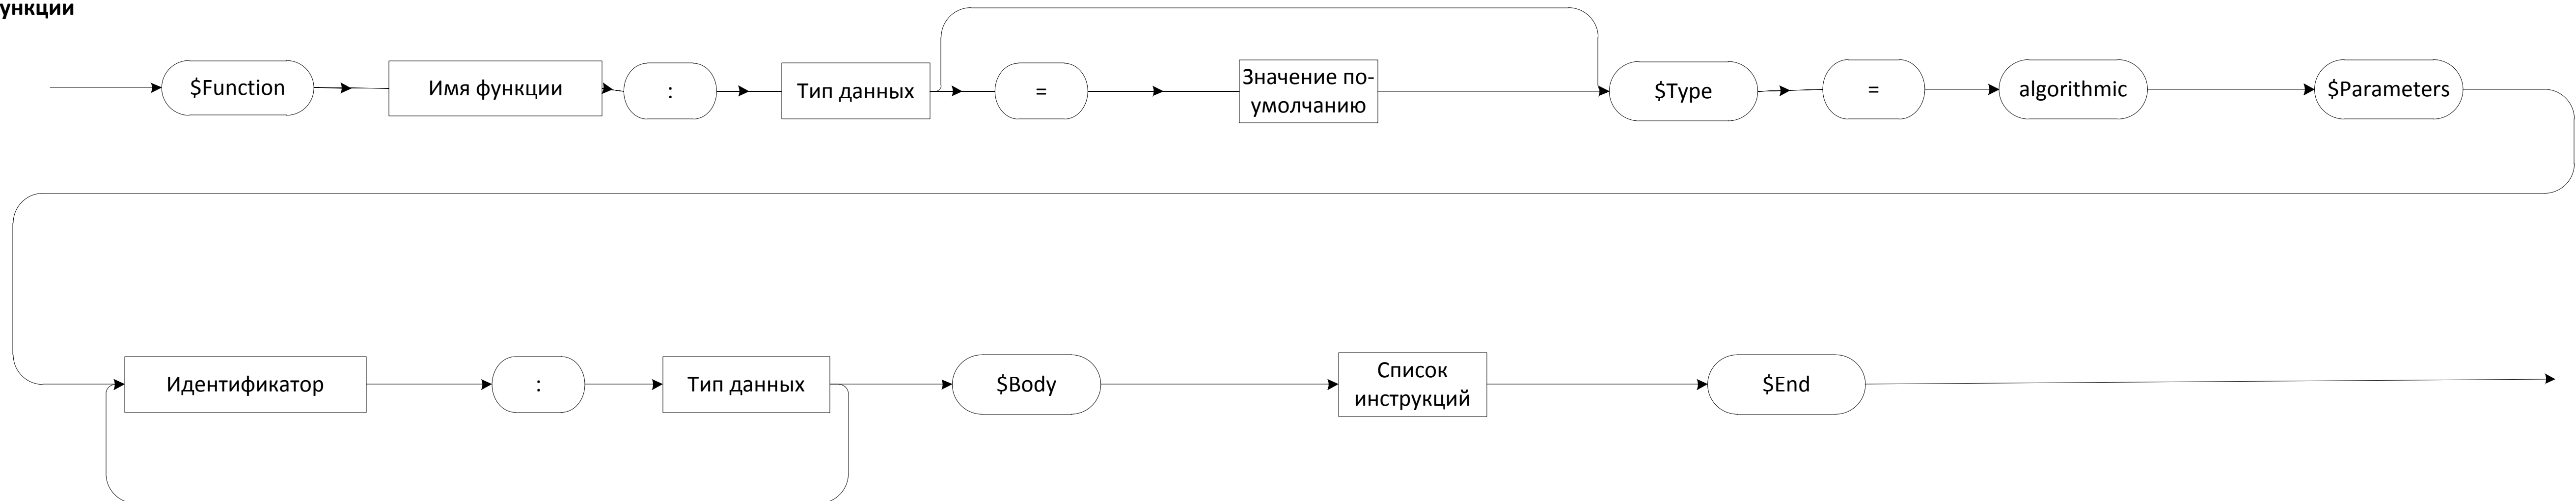 ункции
$Function
Имя функции
:
Тип данных
=
Значение по-
умолчанию
$Type
=
algorithmic
$Parameters
Идентификатор
:
Тип данных
$Body
Список
инструкций
$End